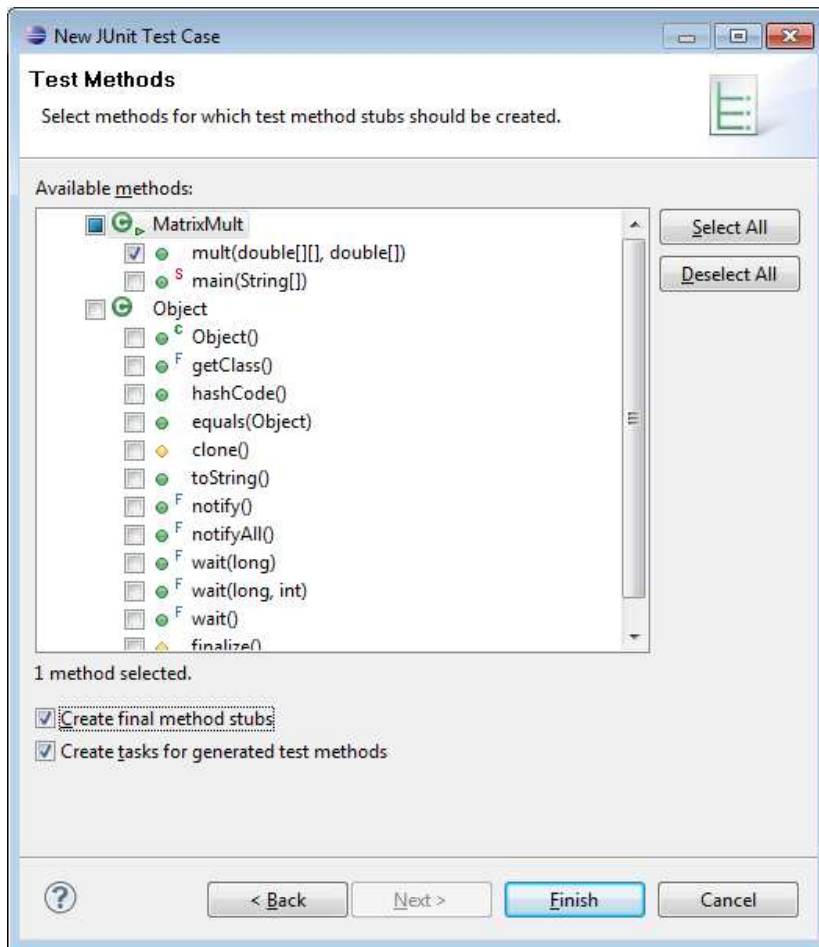 New JUnit Test Case
Test Methods
Select methods for which test method stubs should be created.
Available methods:
MatrixMult
mult(double[][], double[])
S main(String[])
Object
C Object()
F getClass()
hashCode()
equals(Object)
clone()
toString()
F notify()
F notifyAll()
F wait(long)
F wait(long, int)
F wait()
finalize()
Select All
Deselect All
1 method selected.
Create final method stubs
Create tasks for generated test methods
< Back
Next >
Finish
Cancel